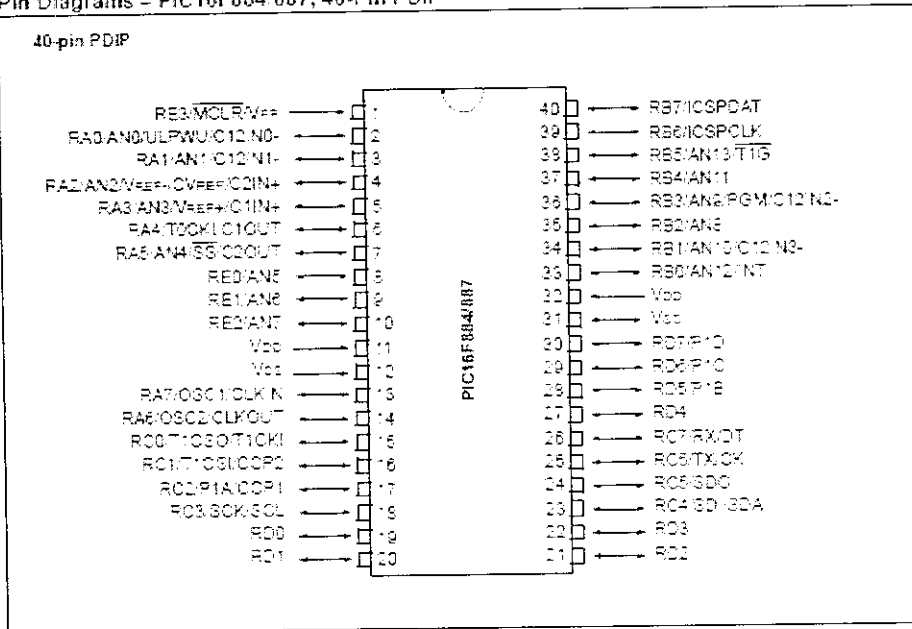 Pin Diagrams – PIC16F884/887, 40-Pin PDIP
40-pin PDIP
RE3/MCLR/VPP 1
RA0/AN0/ULPWU/C12IN0- 2
RA1/AN1/C12IN1- 3
RA2/AN2/VREF-/CVREF/C2IN+ 4
RA3/AN3/VREF+/C1IN+ 5
RA4/T0CKI/C1OUT 6
RA5/AN4/SS/C2OUT 7
RE0/AN5 8
RE1/AN6 9
RE2/AN7 10
VDD 11
VSS 12
RA7/OSC1/CLKIN 13
RA6/OSC2/CLKOUT 14
RC0/T1OSO/T1CKI 15
RC1/T1OSI/CCP2 16
RC2/P1A/CCP1 17
RC3/SCK/SCL 18
RD0 19
RD1 20
PIC16F884/887
40 RB7/ICSPDAT
39 RB6/ICSPCLK
38 RB5/AN13/T1G
37 RB4/AN11
36 RB3/AN9/PGM/C12IN2-
35 RB2/AN8
34 RB1/AN10/C12IN3-
33 RB0/AN12/INT
32 VDD
31 VSS
30 RD7/P1D
29 RD6/P1C
28 RD5/P1B
27 RD4
26 RC7/RX/DT
25 RC6/TX/CK
24 RC5/SDO
23 RC4/SDI/SDA
22 RD3
21 RD2